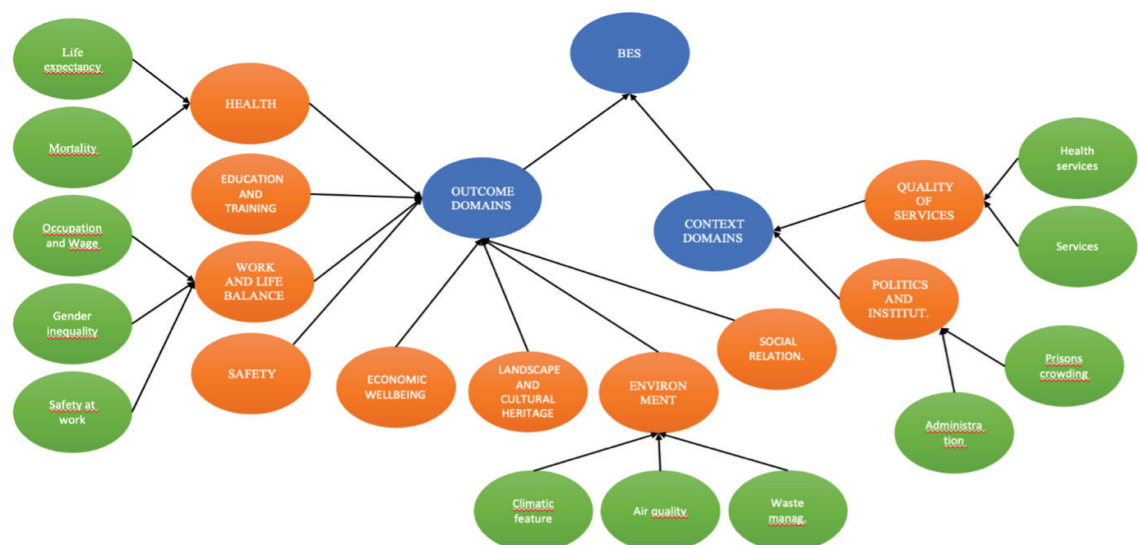 Life
expectancy
Mortality
Occupation
and Wage
Gender
inequality
Safety at
work
HEALTH
EDUCATION
AND
TRAINING
WORK
AND LIFE
BALANCE
SAFETY
BES
OUTCOME
DOMAINS
CONTEXT
DOMAINS
ECONOMIC
WELLBEING
LANDSCAPE
AND
CULTURAL
HERITAGE
ENVIRON
MENT
SOCIAL
RELATION.
Climatic
feature
Air quality
Waste
manag.
QUALITY
OF
SERVICES
POLITICS
AND
INSTITUT.
Health
services
Services
Prisons
crowding
Administra
tion